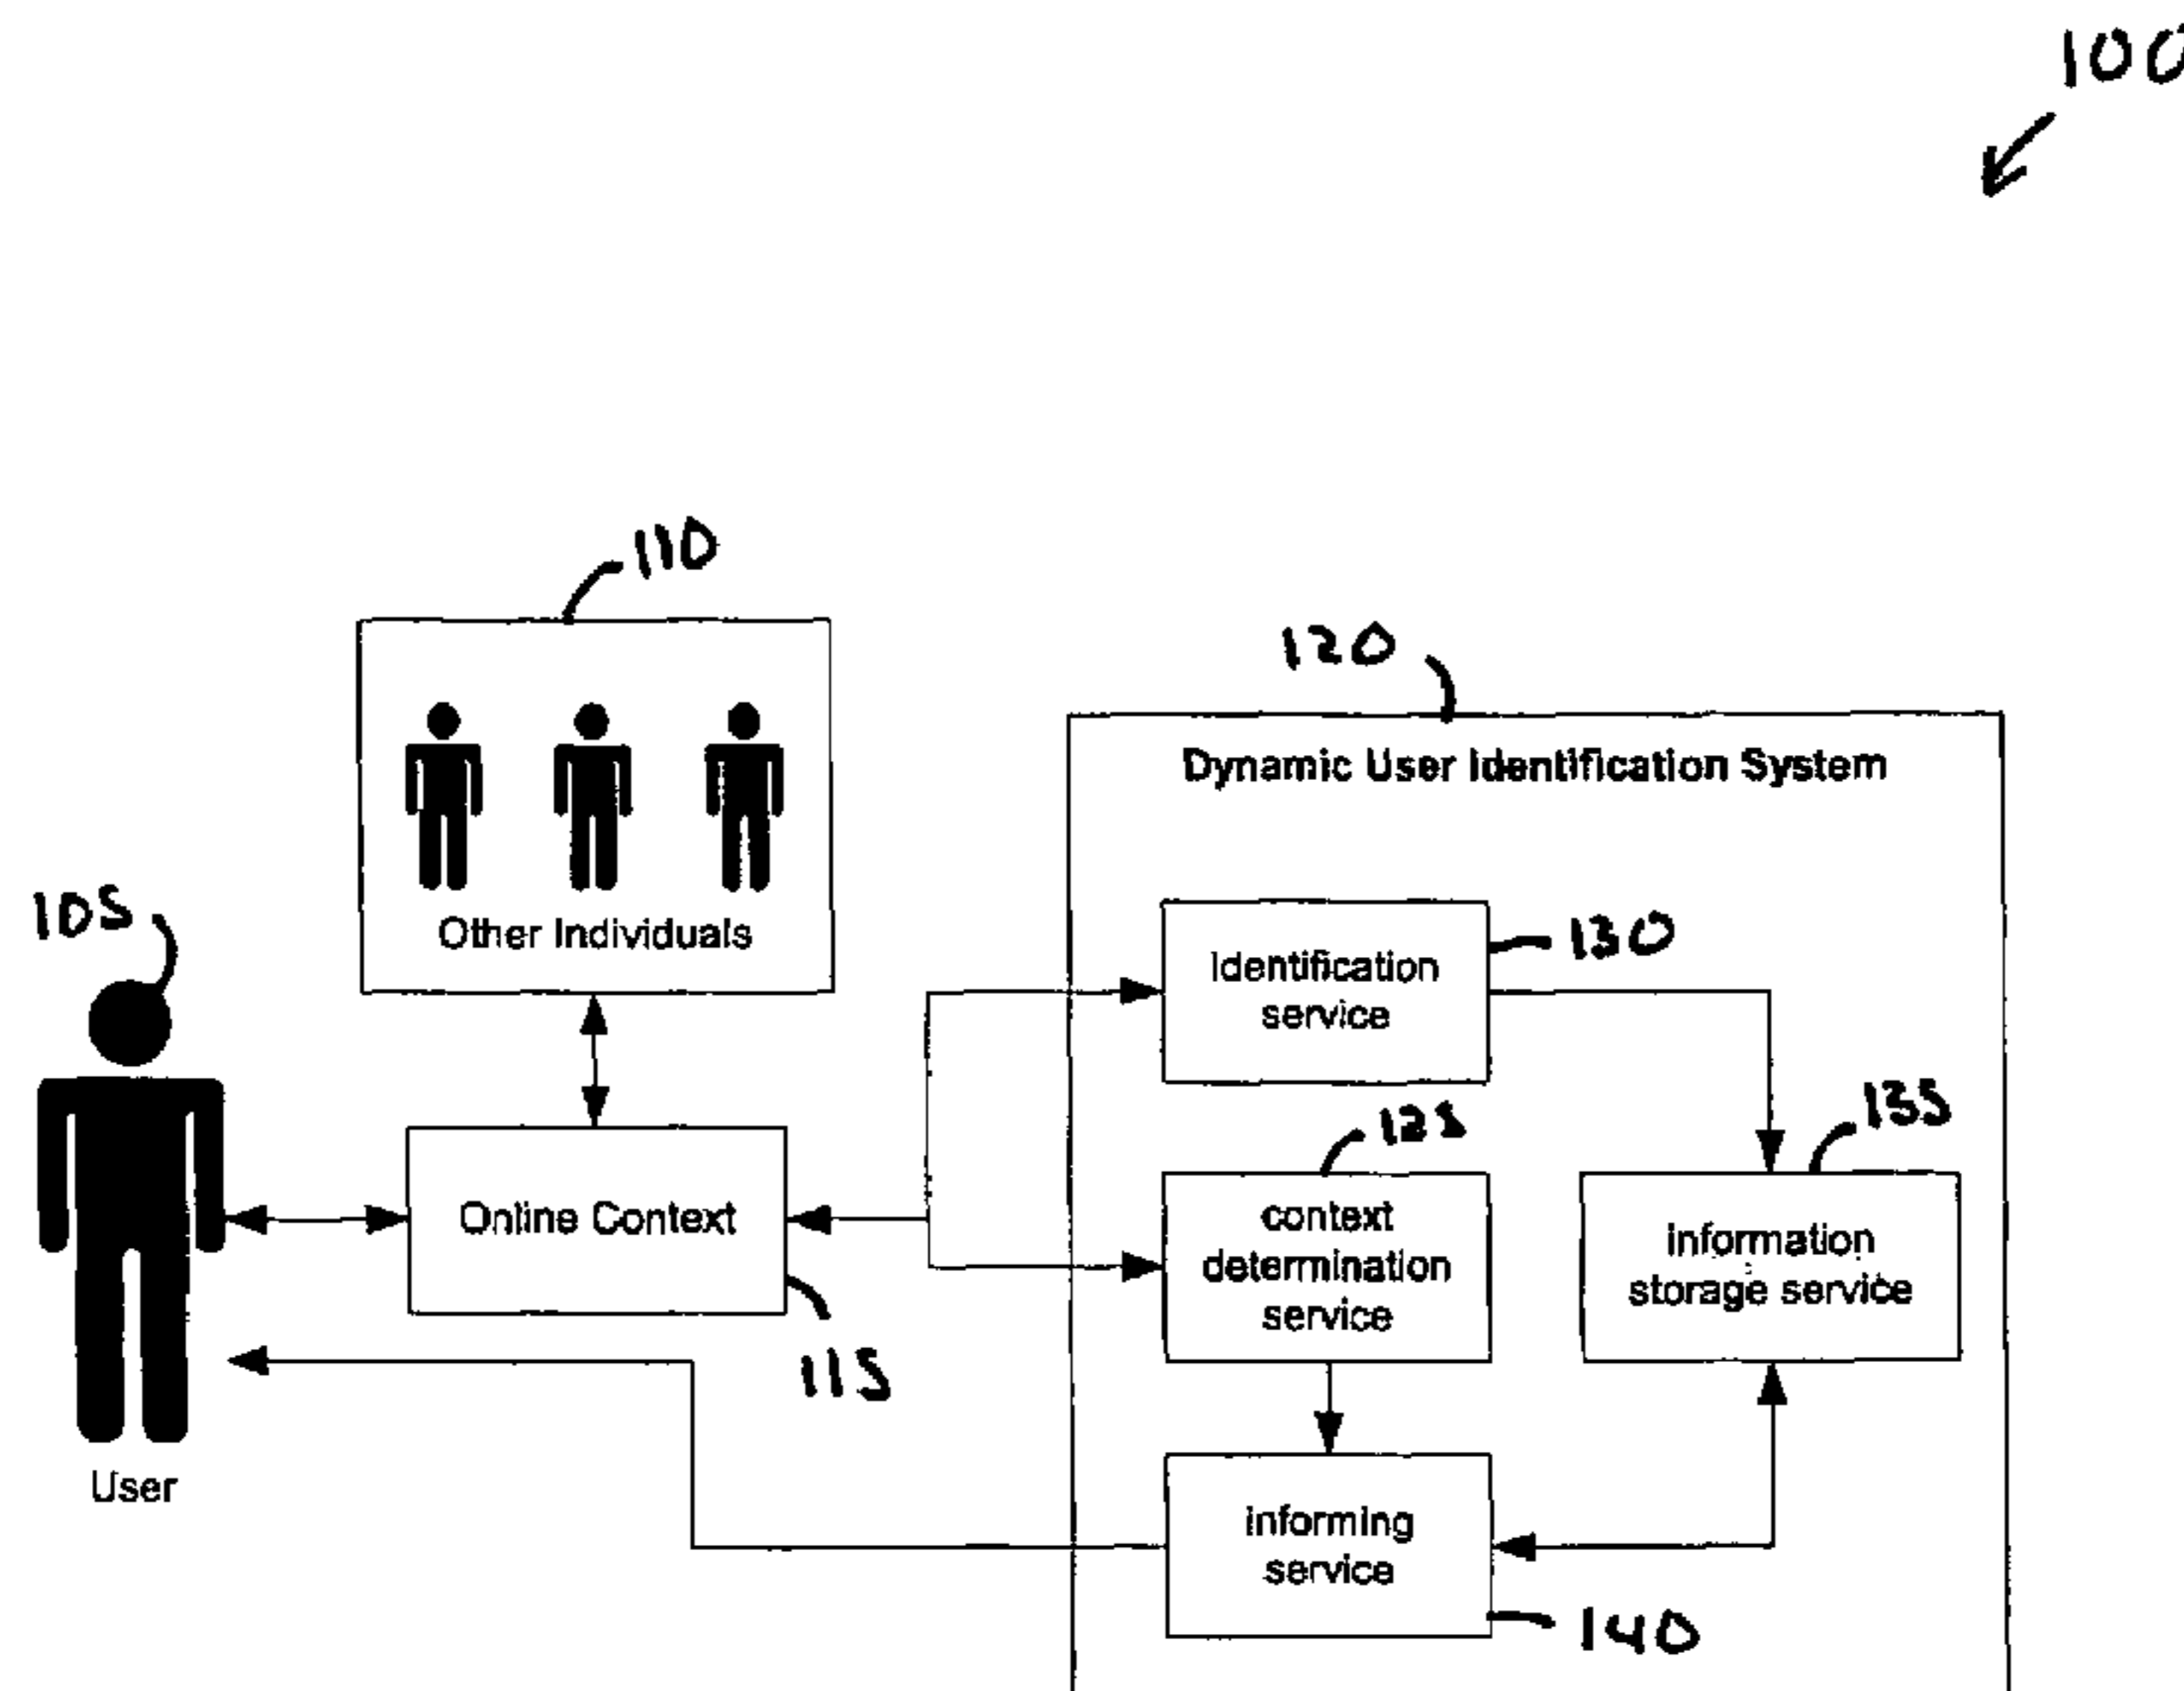 100
110
120
Dynamic User Identification System
105
Other Individuals
130
Identification
service
125
135
Online Context
context
determination
service
information
storage service
115
User
informing
service
140